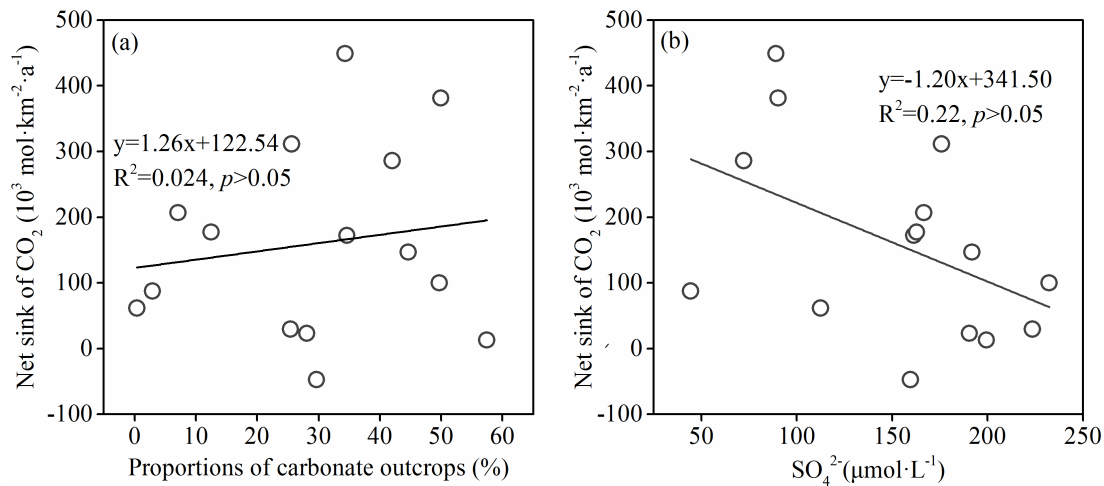 (a)
y=1.26x+122.54
R²=0.024, p>0.05
Net sink of CO₂ (10³ mol·km⁻²·a⁻¹)
500
400
300
200
100
0
-100
0 10 20 30 40 50 60
Proportions of carbonate outcrops (%)
(b)
y=-1.20x+341.50
R²=0.22, p>0.05
Net sink of CO₂ (10³ mol·km⁻²·a⁻¹)
500
400
300
200
100
0
-100
50 100 150 200 250
SO₄²⁻(μmol·L⁻¹)